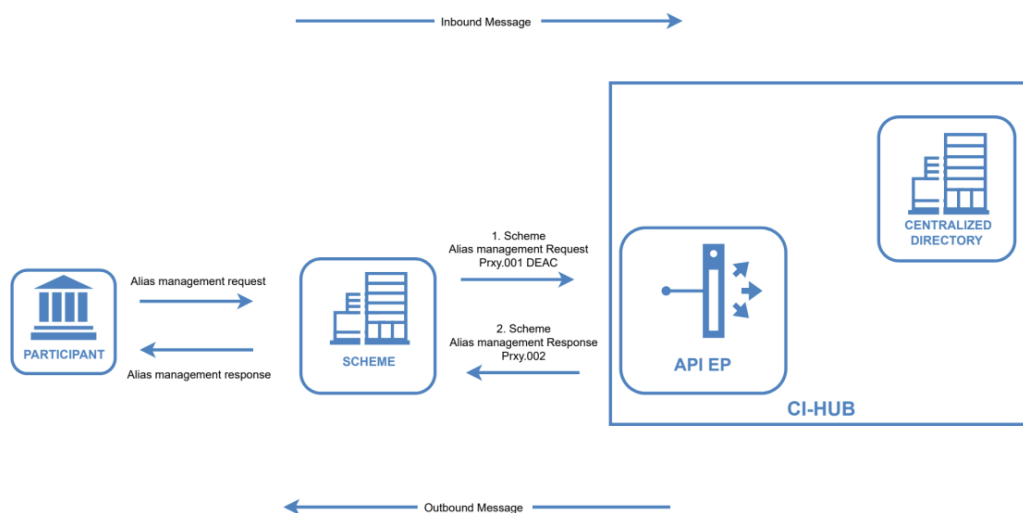 Inbound Message
CENTRALIZED
DIRECTORY
1. Scheme
Alias management Request
Prxy.001 DEAC
Alias management request
2. Scheme
Alias management Response
Prxy.002
PARTICIPANT
SCHEME
API EP
Alias management response
CI-HUB
Outbound Message